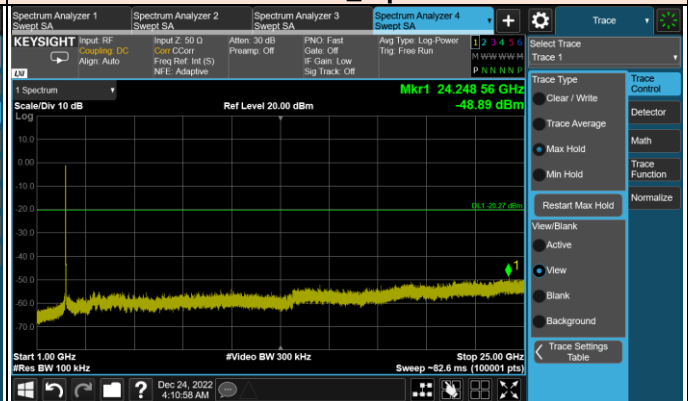 Spectrum Analyzer 1
Swept SA
Spectrum Analyzer 2
Swept SA
Spectrum Analyzer 3
Swept SA
Spectrum Analyzer 4
Swept SA
+
Trace
KEYSIGHT
LXI
Input: RF
Coupling: DC
Align: Auto
Input Z: 50 Ω
Corr CCorr
Freq Ref: Int (S)
NFE: Adaptive
Atten: 30 dB
Preamp: Off
PNO: Fast
Gate: Off
IF Gain: Low
Sig Track: Off
Avg Type: Log-Power
Trig: Free Run
1 2 3 4 5 6
M W W W W M
P N N N N P
Select Trace
Trace 1
1 Spectrum
Scale/Div 10 dB
Log
Ref Level 20.00 dBm
Mkr1 24.248 56 GHz
-48.89 dBm
10.0
0.00
-10.0
-20.0
-30.0
-40.0
-50.0
-60.0
-70.0
DL1 -20.27 dBm
1
Start 1.00 GHz
#Res BW 100 kHz
#Video BW 300 kHz
Stop 25.00 GHz
Sweep ~82.6 ms (100001 pts)
Trace Type
Clear / Write
Trace Average
Max Hold
Min Hold
Restart Max Hold
View/Blank
Active
View
Blank
Background
Trace Settings
Table
Trace
Control
Detector
Math
Trace
Function
Normalize
?
Dec 24, 2022
4:10:58 AM